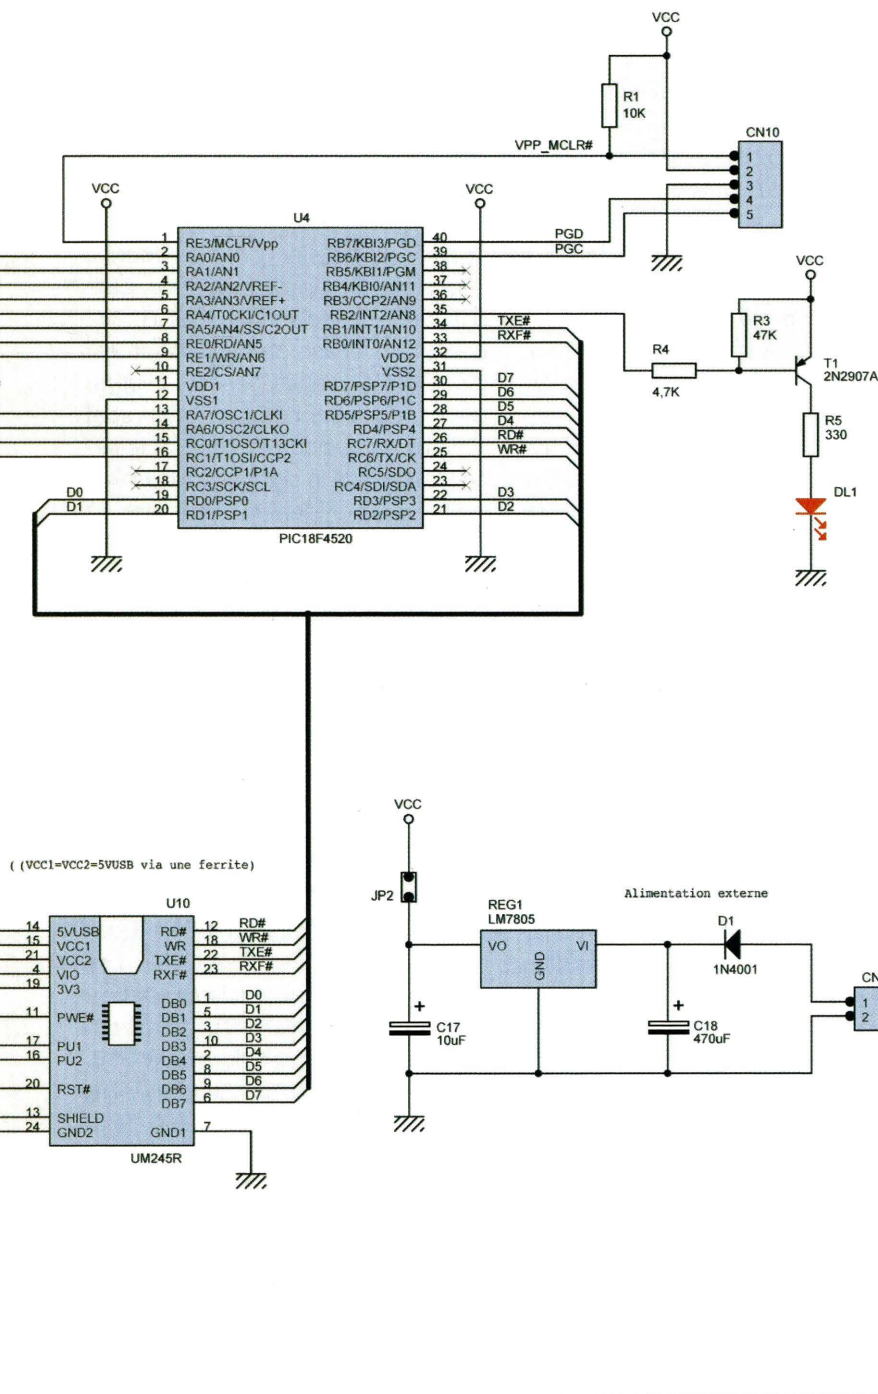 VCC
R1
10K
CN10
VPP_MCLR#
1
2
3
4
5
VCC
VCC
U4
PGD
PGC
1 RE3/MCLR/Vpp RB7/KBI3/PGD 40
2 RA0/AN0 RB6/KBI2/PGC 39
3 RA1/AN1 RB5/KBI1/PGM 38
4 RA2/AN2/VREF- RB4/KBI0/AN11 37
5 RA3/AN3/VREF+ RB3/CCP2/AN9 36
6 RA4/T0CKI/C1OUT RB2/INT2/AN8 35
7 RA5/AN4/SS/C2OUT RB1/INT1/AN10 34 TXE#
8 RE0/RD/AN5 RB0/INT0/AN12 33 RXF#
9 RE1/WR/AN6 VDD2 32
10 RE2/CS/AN7 VSS2 31
11 VDD1 RD7/PSP7/P1D 30 D7
12 VSS1 RD6/PSP6/P1C 29 D6
13 RA7/OSC1/CLKI RD5/PSP5/P1B 28 D5
14 RA6/OSC2/CLKO RD4/PSP4 27 D4
15 RC0/T1OSO/T13CKI RC7/RX/DT 26 RD#
16 RC1/T1OSI/CCP2 RC6/TX/CK 25 WR#
17 RC2/CCP1/P1A RC5/SDO 24
18 RC3/SCK/SCL RC4/SDI/SDA 23
D0 19 RD0/PSP0 RD3/PSP3 22 D3
D1 20 RD1/PSP1 RD2/PSP2 21 D2
PIC18F4520
VCC
R3
47K
R4
4,7K
T1
2N2907A
R5
330
DL1
((VCC1=VCC2=5VUSB via une ferrite)
U10
14 5VUSB RD# 12 RD#
15 VCC1 WR 18 WR#
21 VCC2 TXE# 22 TXE#
4 VIO RXF# 23 RXF#
19 3V3
DB0 1 D0
11 PWE# DB1 5 D1
DB2 3 D2
17 PU1 DB3 10 D3
16 PU2 DB4 2 D4
DB5 8 D5
20 RST# DB6 9 D6
DB7 6 D7
13 SHIELD
24 GND2 GND1 7
UM245R
VCC
JP2
REG1
LM7805
VO VI
GND
Alimentation externe
D1
1N4001
CN
1
2
+
C17
10uF
+
C18
470uF